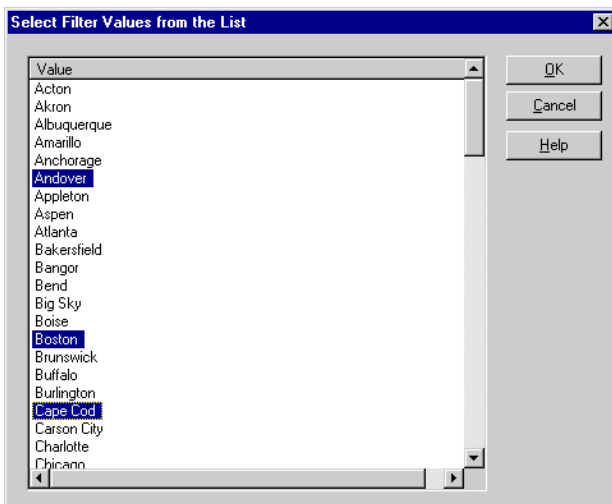 Select Filter Values from the List
Value
Acton
Akron
Albuquerque
Amarillo
Anchorage
Andover
Appleton
Aspen
Atlanta
Bakersfield
Bangor
Bend
Big Sky
Boise
Boston
Brunswick
Buffalo
Burlington
Cape Cod
Carson City
Charlotte
Chicago
OK
Cancel
Help